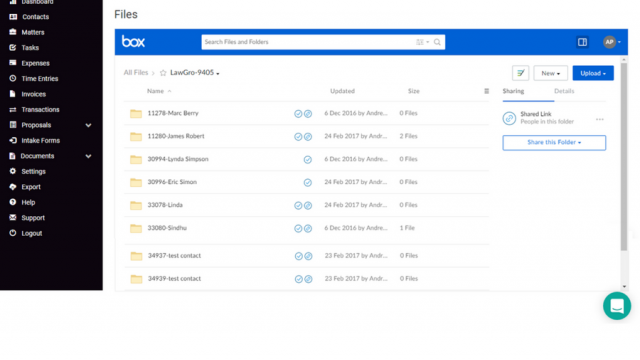 Dashboard
Contacts
Matters
Tasks
Expenses
Time Entries
Invoices
Transactions
Proposals
Intake Forms
Documents
Settings
Export
Help
Support
Logout
Files
box
Search Files and Folders
AP
All Files > LawGro-9405
New
Upload
Name Updated Size
Sharing Details
11278-Marc Berry 6 Dec 2016 by Andre... 0 Files
11280-James Robert 24 Feb 2017 by Andr... 2 Files
30994-Lynda Simpson 6 Dec 2016 by Andre... 0 Files
30996-Eric Simon 24 Feb 2017 by Andr... 0 Files
33078-Linda 24 Feb 2017 by Andr... 0 Files
33080-Sindhu 6 Dec 2016 by Andre... 1 File
34937-test contact 23 Feb 2017 by Andr... 0 Files
34939-test contact 23 Feb 2017 by Andr... 0 Files
Shared Link
People in this folder
...
Share this Folder